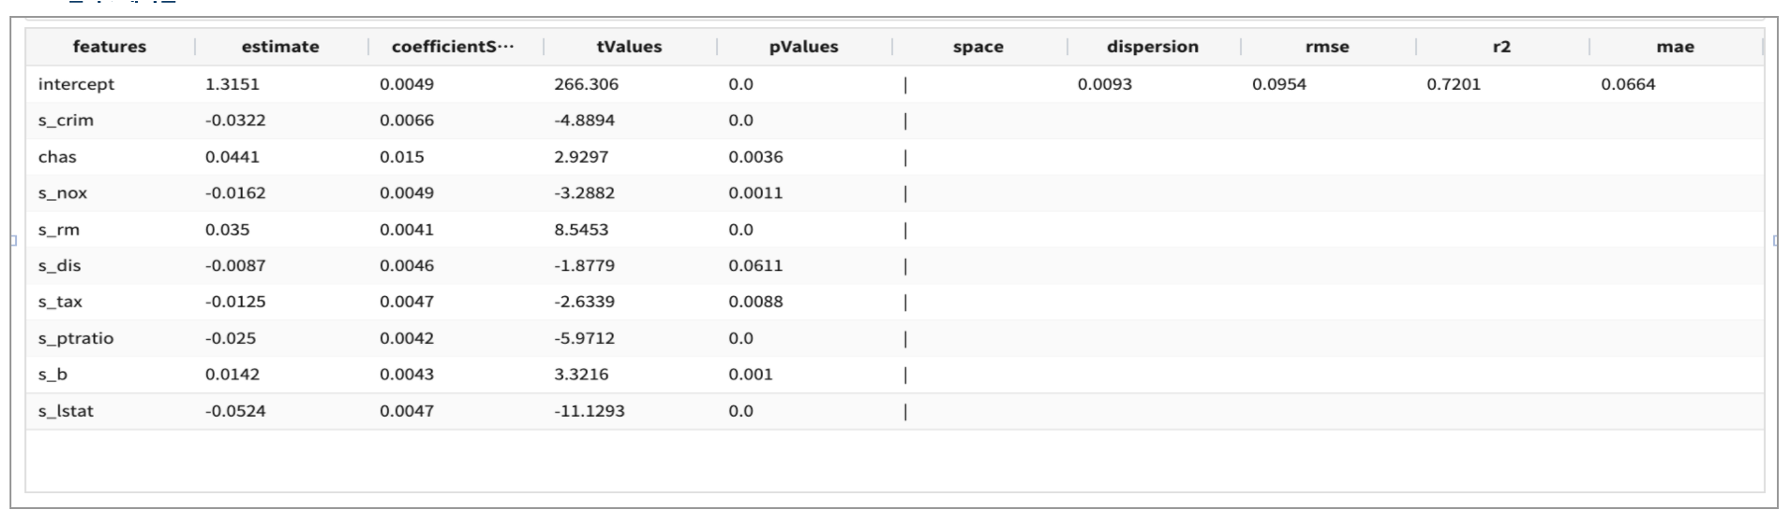 features estimate coefficientS··· tValues pValues space dispersion rmse r2 mae
intercept 1.3151 0.0049 266.306 0.0 | 0.0093 0.0954 0.7201 0.0664
s_crim -0.0322 0.0066 -4.8894 0.0 |
chas 0.0441 0.015 2.9297 0.0036 |
s_nox -0.0162 0.0049 -3.2882 0.0011 |
s_rm 0.035 0.0041 8.5453 0.0 |
s_dis -0.0087 0.0046 -1.8779 0.0611 |
s_tax -0.0125 0.0047 -2.6339 0.0088 |
s_ptratio -0.025 0.0042 -5.9712 0.0 |
s_b 0.0142 0.0043 3.3216 0.001 |
s_lstat -0.0524 0.0047 -11.1293 0.0 |